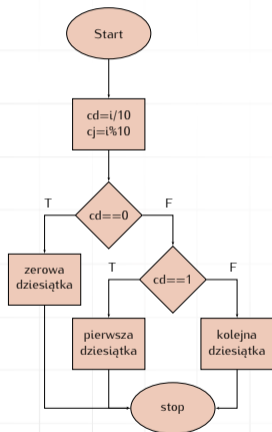 Start
cd=i/10
cj=i%10
T
F
cd==0
zerowa
dziesiątka
T
F
cd==1
pierwsza
dziesiątka
kolejna
dziesiątka
stop